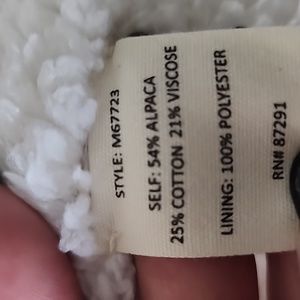 STYLE: M67723
SELF: 54% ALPACA
25% COTTON 21% VISCOSE
LINING: 100% POLYESTER
RN# 87291